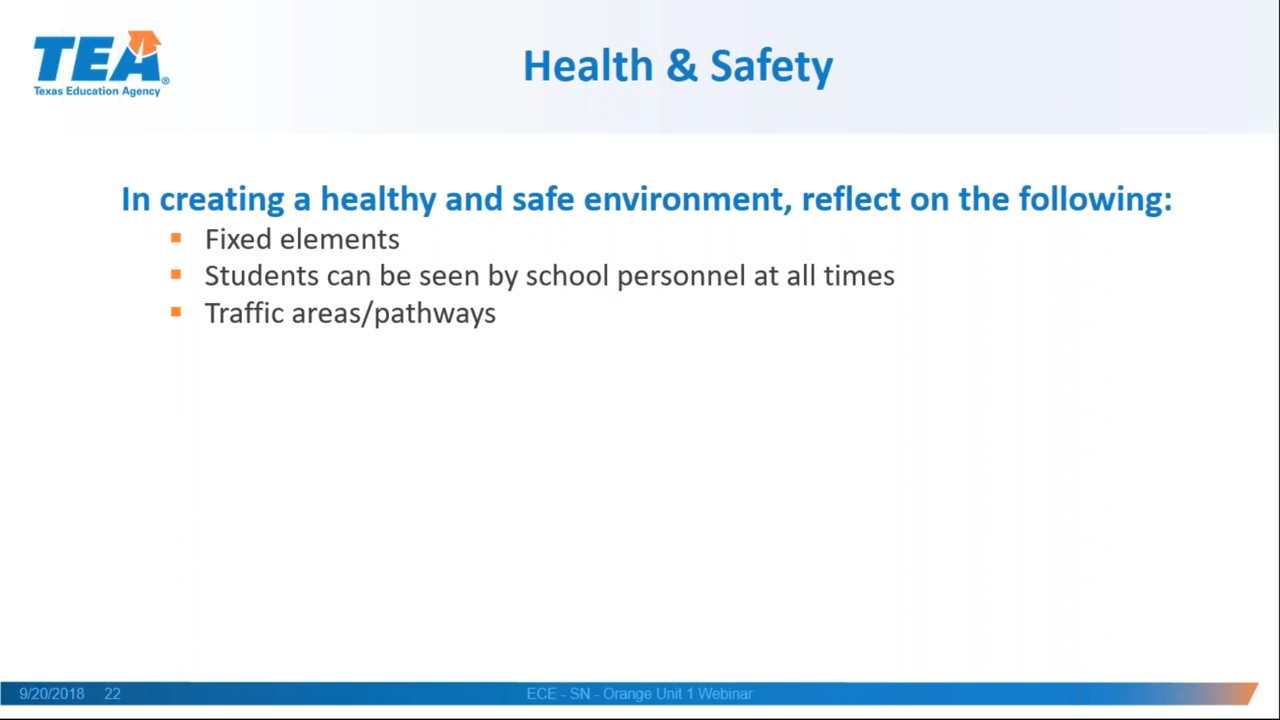 TEA®
Texas Education Agency
Health & Safety
In creating a healthy and safe environment, reflect on the following:
Fixed elements
Students can be seen by school personnel at all times
Traffic areas/pathways
9/20/2018 22 ECE - SN - Orange Unit 1 Webinar